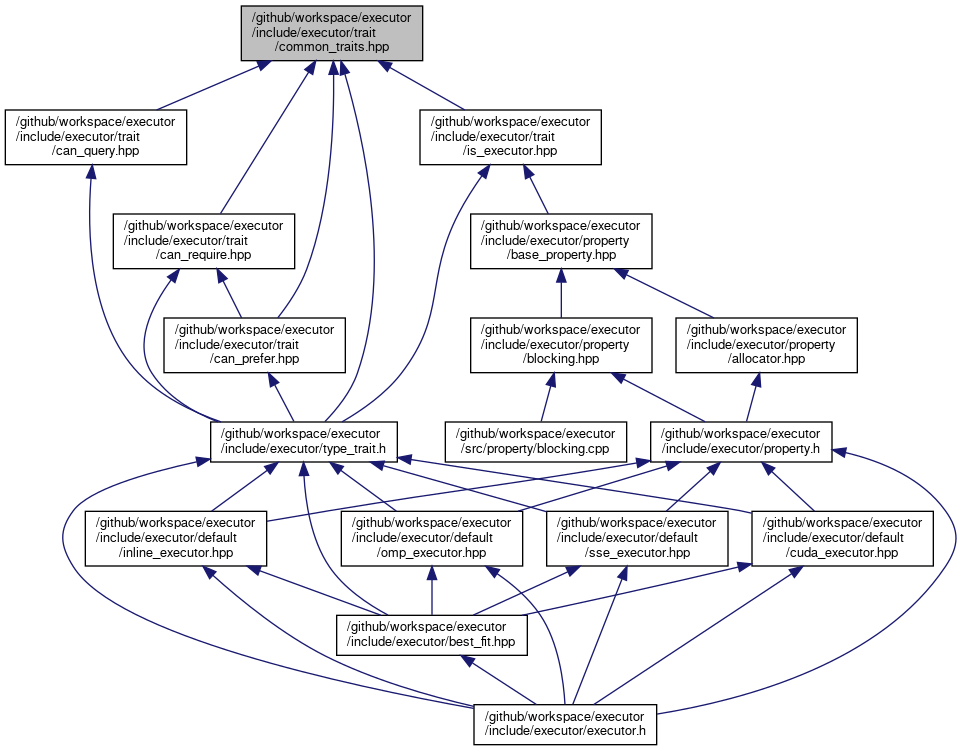 /github/workspace/executor
/include/executor/trait
/common_traits.hpp
/github/workspace/executor
/include/executor/trait
/can_query.hpp
/github/workspace/executor
/include/executor/trait
/is_executor.hpp
/github/workspace/executor
/include/executor/trait
/can_require.hpp
/github/workspace/executor
/include/executor/property
/base_property.hpp
/github/workspace/executor
/include/executor/trait
/can_prefer.hpp
/github/workspace/executor
/include/executor/property
/blocking.hpp
/github/workspace/executor
/include/executor/property
/allocator.hpp
/github/workspace/executor
/include/executor/type_trait.h
/github/workspace/executor
/src/property/blocking.cpp
/github/workspace/executor
/include/executor/property.h
/github/workspace/executor
/include/executor/default
/inline_executor.hpp
/github/workspace/executor
/include/executor/default
/omp_executor.hpp
/github/workspace/executor
/include/executor/default
/sse_executor.hpp
/github/workspace/executor
/include/executor/default
/cuda_executor.hpp
/github/workspace/executor
/include/executor/best_fit.hpp
/github/workspace/executor
/include/executor/executor.h